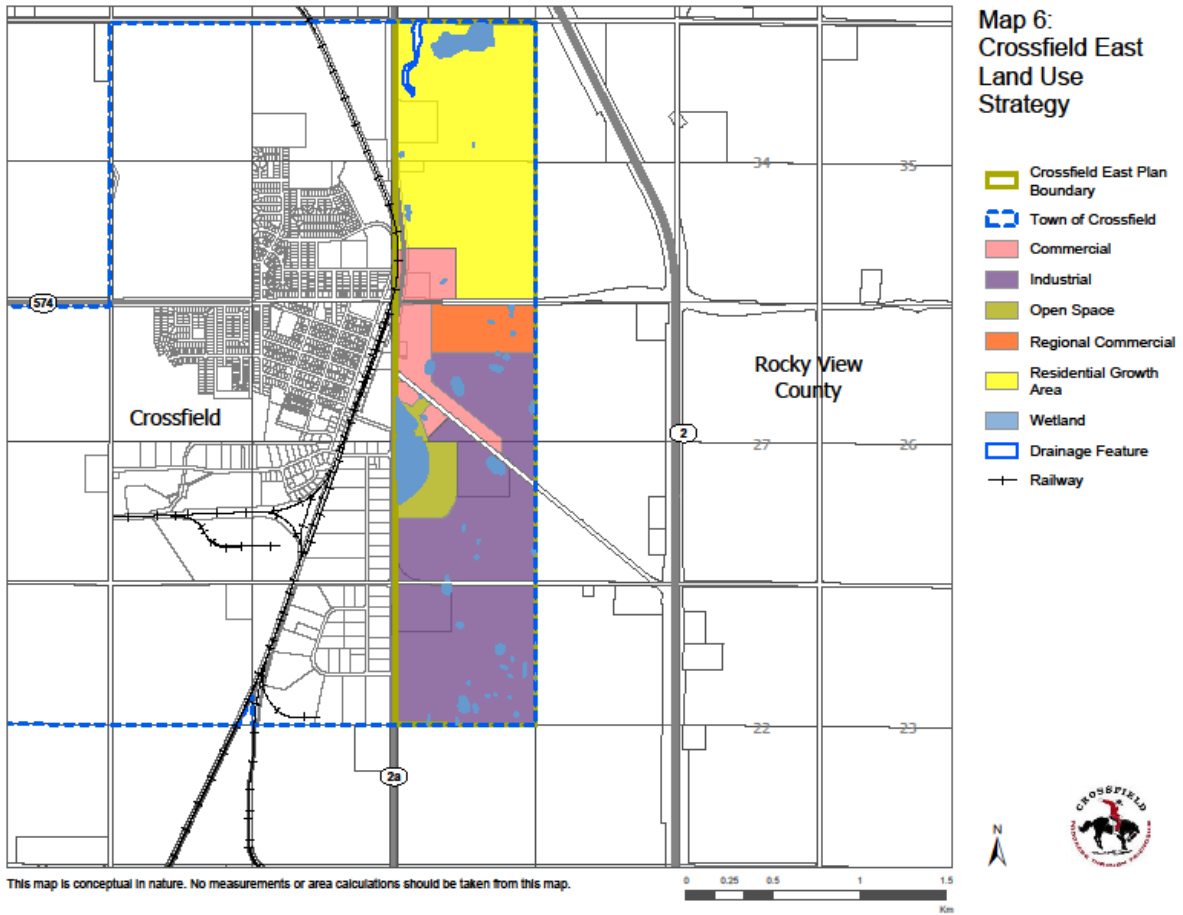 Map 6:
Crossfield East
Land Use
Strategy
Crossfield East Plan
Boundary
Town of Crossfield
Commercial
Industrial
Open Space
Regional Commercial
Residential Growth
Area
Wetland
Drainage Feature
Railway
34
35
574
Rocky View
County
Crossfield
2
27
26
22
23
2a
CROSSFIELD
N
This map is conceptual in nature. No measurements or area calculations should be taken from this map.
0 0.25 0.5 1 1.5
Km